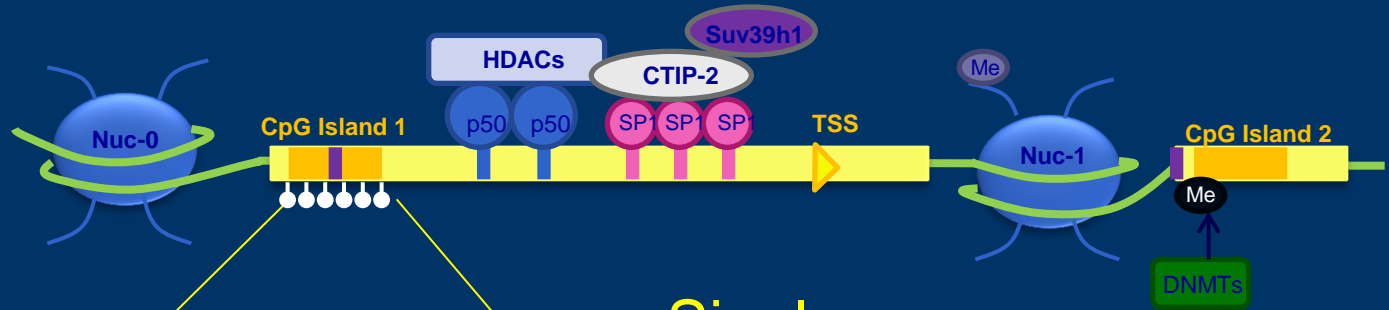 Suv39h1
HDACs
CTIP-2
Me
Nuc-0
CpG Island 1
p50
p50
SP1
SP1
SP1
TSS
Nuc-1
CpG Island 2
Me
DNMTs